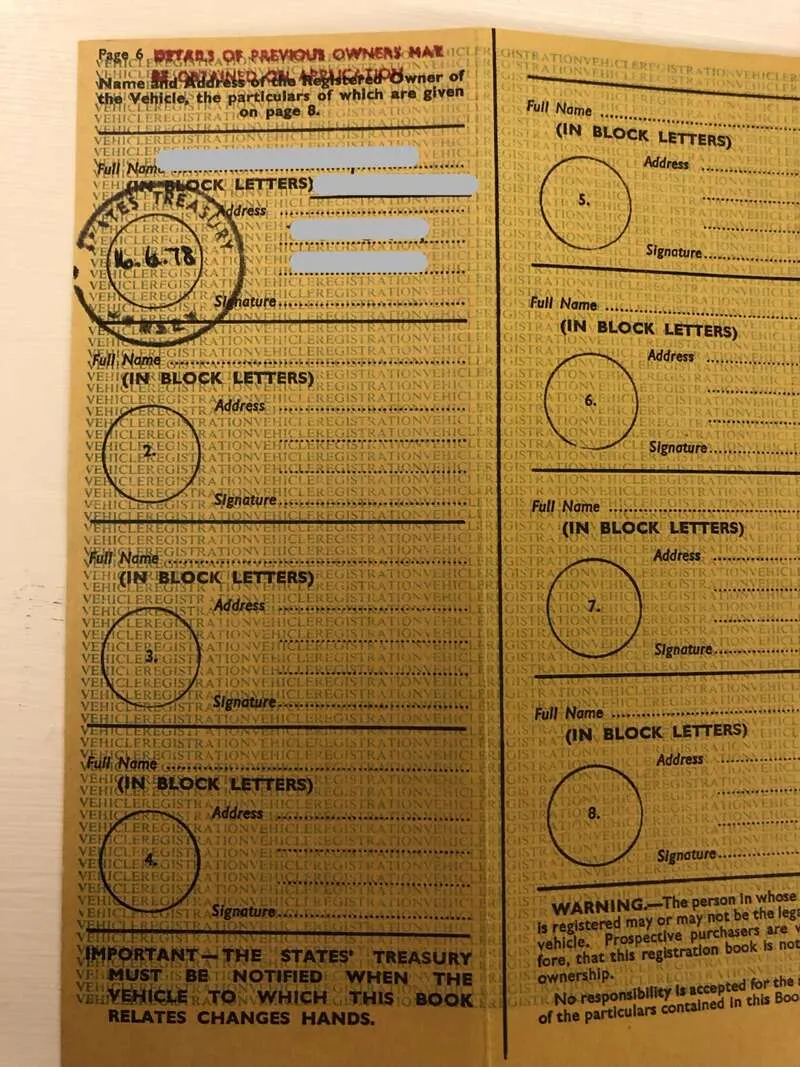 Page 6
DETAILS OF PREVIOUS OWNERS MAY
BE OBTAINED ON APPLICATION
Name and Address of the Registered Owner of
the Vehicle, the particulars of which are given
on page 8.
Full Name
(IN BLOCK LETTERS)
Address
STATES' TREASURY
16.6.78
JERSEY
Signature
Full Name
(IN BLOCK LETTERS)
Address
2.
Signature
Full Name
(IN BLOCK LETTERS)
Address
3.
Signature
Full Name
(IN BLOCK LETTERS)
Address
4.
Signature
IMPORTANT—THE STATES' TREASURY
MUST BE NOTIFIED WHEN THE
VEHICLE TO WHICH THIS BOOK
RELATES CHANGES HANDS.
Full Name
(IN BLOCK LETTERS)
Address
5.
Signature
Full Name
(IN BLOCK LETTERS)
Address
6.
Signature
Full Name
(IN BLOCK LETTERS)
Address
7.
Signature
Full Name
(IN BLOCK LETTERS)
Address
8.
Signature
WARNING.—The person in whose
is registered may or may not be the
vehicle. Prospective purchasers are
fore, that this registration book is not
ownership.
No responsibility is accepted for the
of the particulars contained in this
VEHICLE REGISTRATION